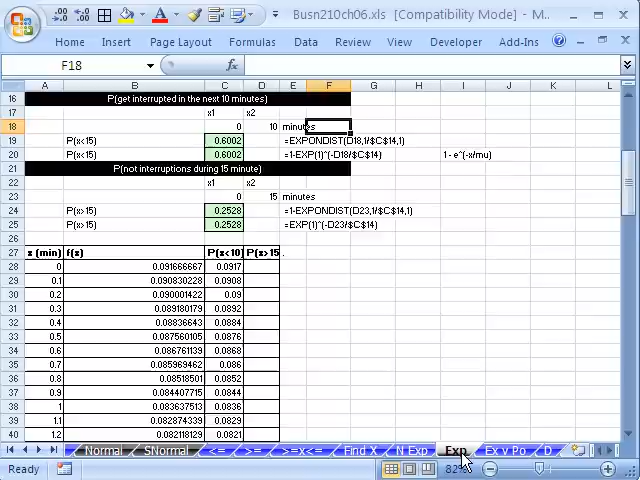 Busn210ch06.xls [Compatibility Mode] - M...
Home Insert Page Layout Formulas Data Review View Developer Add-Ins
F18
A B C D E F G H I J K L
16 P(get interrupted in the next 10 minutes)
17 x1 x2
18 0 10 minutes
19 P(x<15) 0.6002 =EXPONDIST(D18,1/$C$14,1)
20 P(x<15) 0.6002 =1-EXP(1)^(-D18/$C$14) 1 - e^(-x/mu)
21 P(not interruptions during 15 minute)
22 x1 x2
23 0 15 minutes
24 P(x>15) 0.2528 =1-EXPONDIST(D23,1/$C$14,1)
25 P(x>15) 0.2528 =EXP(1)^(-D23/$C$14)
26
27 x (min) f(x) P(x<10) P(x>15 .
28 0 0.091666667 0.0917
29 0.1 0.090830228 0.0908
30 0.2 0.090001422 0.09
31 0.3 0.089180179 0.0892
32 0.4 0.08836643 0.0884
33 0.5 0.087560105 0.0876
34 0.6 0.086761139 0.0868
35 0.7 0.085969462 0.086
36 0.8 0.08518501 0.0852
37 0.9 0.084407715 0.0844
38 1 0.083637513 0.0836
39 1.1 0.082874339 0.0829
40 1.2 0.082118129 0.0821
Normal SNormal <= >= >=x<= Find X N Exp Exp Ex v Po D
Ready 82%